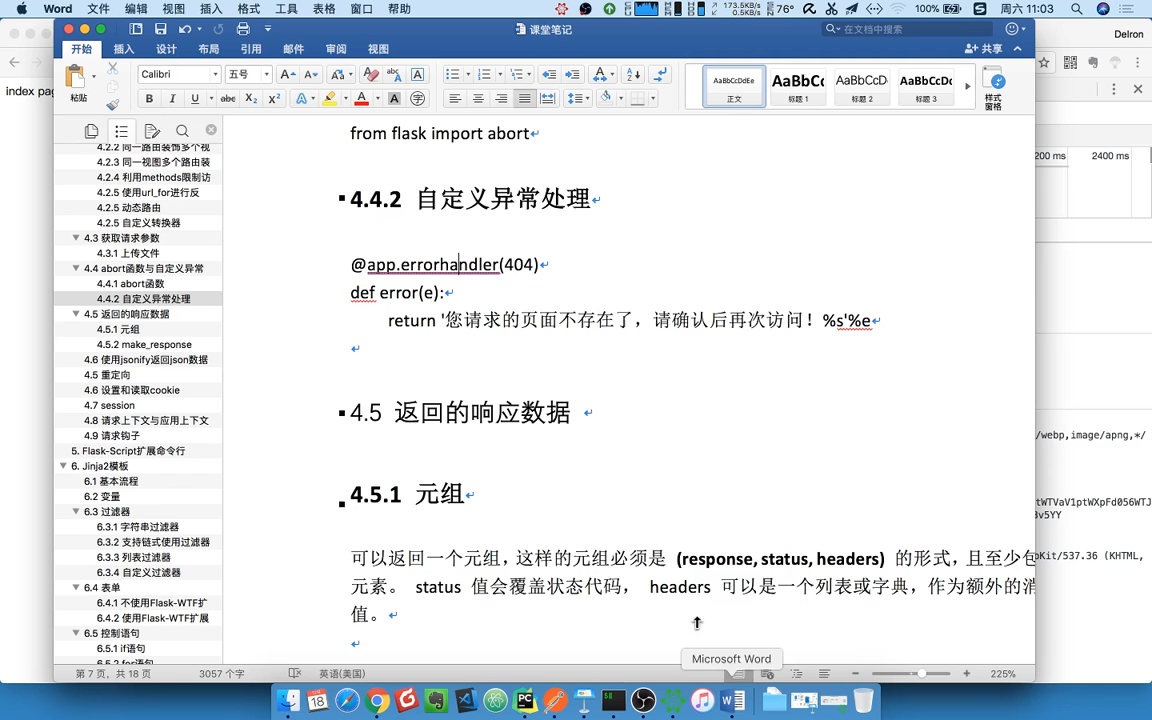 Word 文件 编辑 视图 插入 格式 工具 表格 窗口 帮助 173.5KB/s 0.5KB/s 76° 100% 周六 11:03
课堂笔记
在文档中搜索
Delron
开始 插入 设计 布局 引用 邮件 审阅 视图
共享
粘贴
Calibri 五号
AaBbCcDdEe AaBbCc AaBbCcD AaBbCcDc
正文 标题 1 标题 2 标题 3
样式
窗格
index pag
4.2.2 同一路由装饰多个视
4.2.3 同一视图多个路由装
4.2.4 利用methods限制访
4.2.5 使用url_for进行反
4.2.5 动态路由
4.2.5 自定义转换器
4.3 获取请求参数
4.3.1 上传文件
4.4 abort函数与自定义异常
4.4.1 abort函数
4.4.2 自定义异常处理
4.5 返回的响应数据
4.5.1 元组
4.5.2 make_response
4.6 使用jsonify返回json数据
4.5 重定向
4.6 设置和读取cookie
4.7 session
4.8 请求上下文与应用上下文
4.9 请求钩子
5. Flask-Script扩展命令行
6. Jinja2模板
6.1 基本流程
6.2 变量
6.3 过滤器
6.3.1 字符串过滤器
6.3.2 支持链式使用过滤器
6.3.3 列表过滤器
6.3.4 自定义过滤器
6.4 表单
6.4.1 不使用Flask-WTF扩
6.4.2 使用Flask-WTF扩展
6.5 控制语句
6.5.1 if语句
6.5.2 for语句
from flask import abort
4.4.2 自定义异常处理
@app.errorhandler(404)
def error(e):
return '您请求的页面不存在了，请确认后再次访问！%s'%e
4.5 返回的响应数据
4.5.1 元组
可以返回一个元组，这样的元组必须是 (response, status, headers) 的形式，且至少包
元素。 status 值会覆盖状态代码， headers 可以是一个列表或字典，作为额外的消
值。
200 ms 2400 ms
/webp,image/apng,*/
tWTVaV1ptWXpFd056WTJ
3v5YY
Kit/537.36 (KHTML,
Microsoft Word
第 7 页，共 18 页 3057 个字 英语(美国) 225%
18